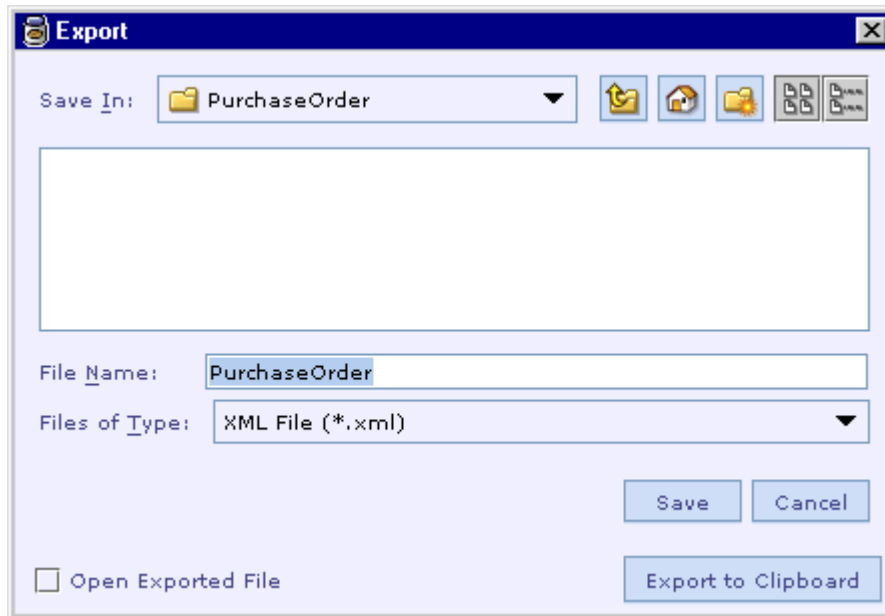 Export
Save In: PurchaseOrder
File Name: PurchaseOrder
Files of Type: XML File (*.xml)
Save Cancel
Open Exported File Export to Clipboard